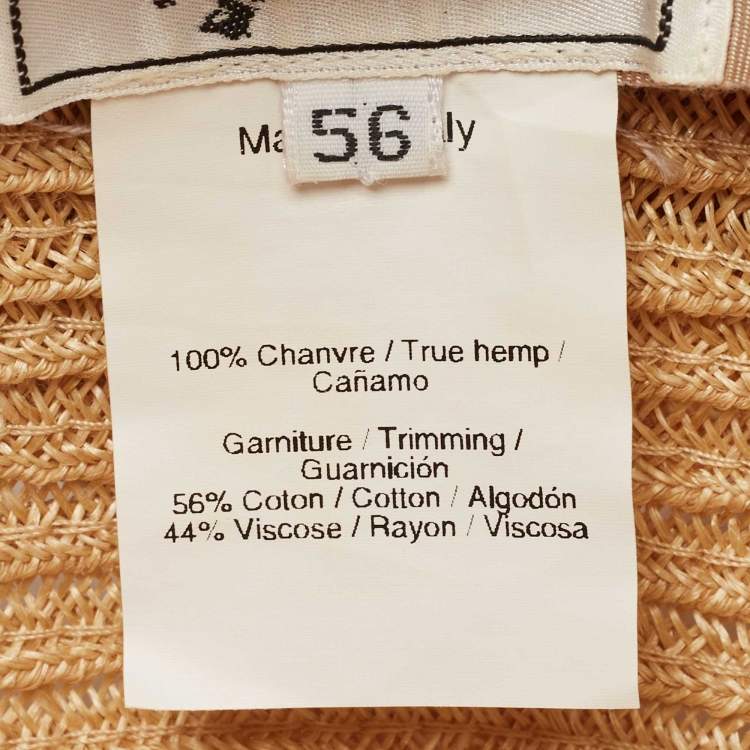 Ma 56 ly
100% Chanvre / True hemp /
Cañamo
Garniture / Trimming /
Guarnición
56% Coton / Cotton / Algodón
44% Viscose / Rayon / Viscosa